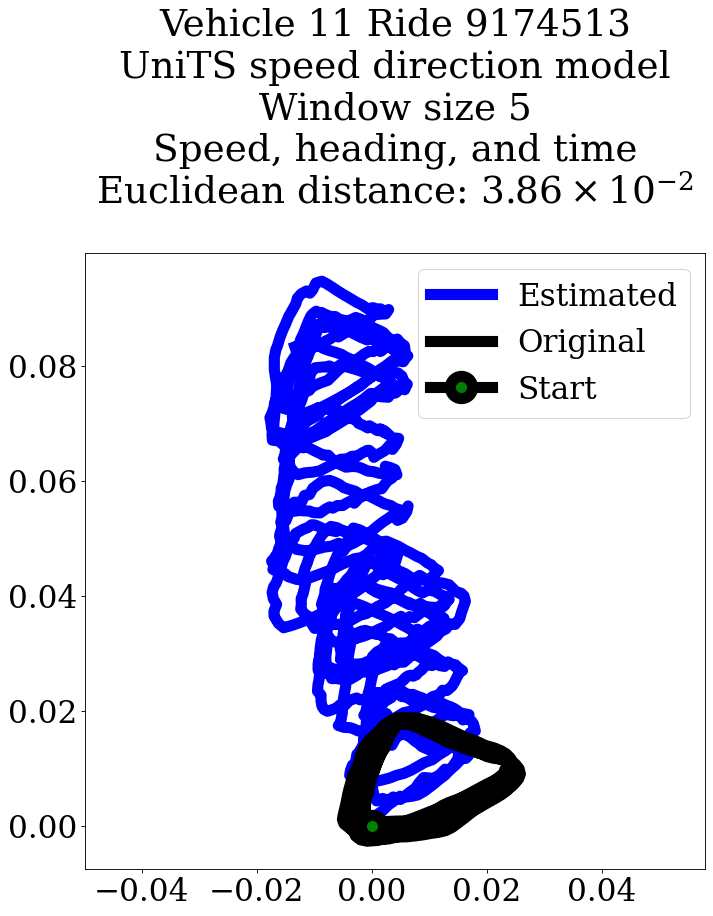 Vehicle 11 Ride 9174513
UniTS speed direction model
Window size 5
Speed, heading, and time
Euclidean distance: 3.86 × 10⁻²
Estimated
Original
Start
0.08
0.06
0.04
0.02
0.00
−0.04 −0.02 0.00 0.02 0.04